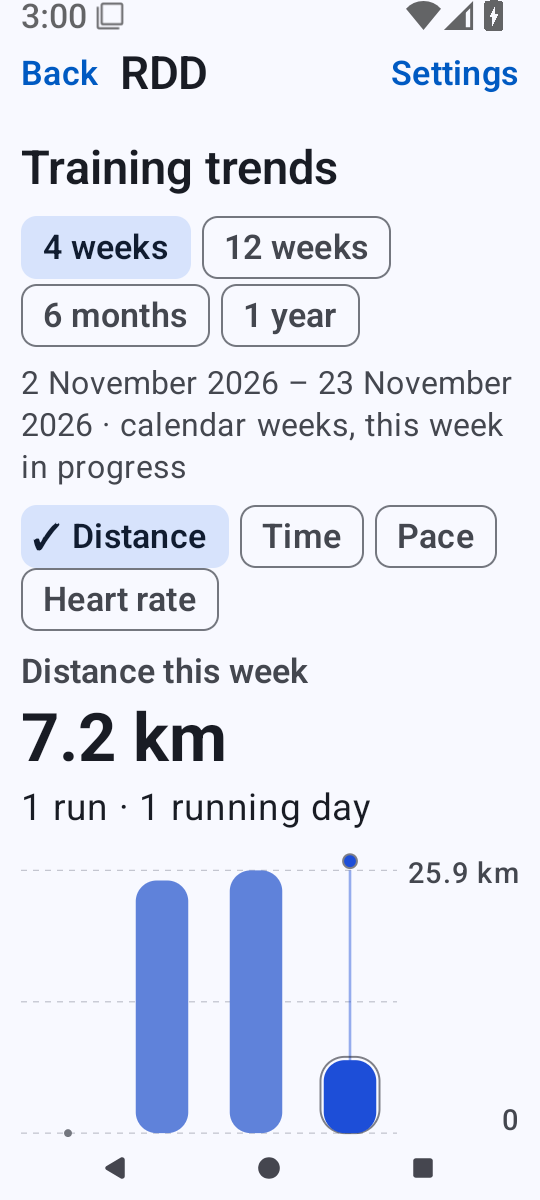 3:00
Back RDD Settings
Training trends
4 weeks 12 weeks
6 months 1 year
2 November 2026 – 23 November
2026 · calendar weeks, this week
in progress
✓ Distance Time Pace
Heart rate
Distance this week
7.2 km
1 run · 1 running day
25.9 km
0